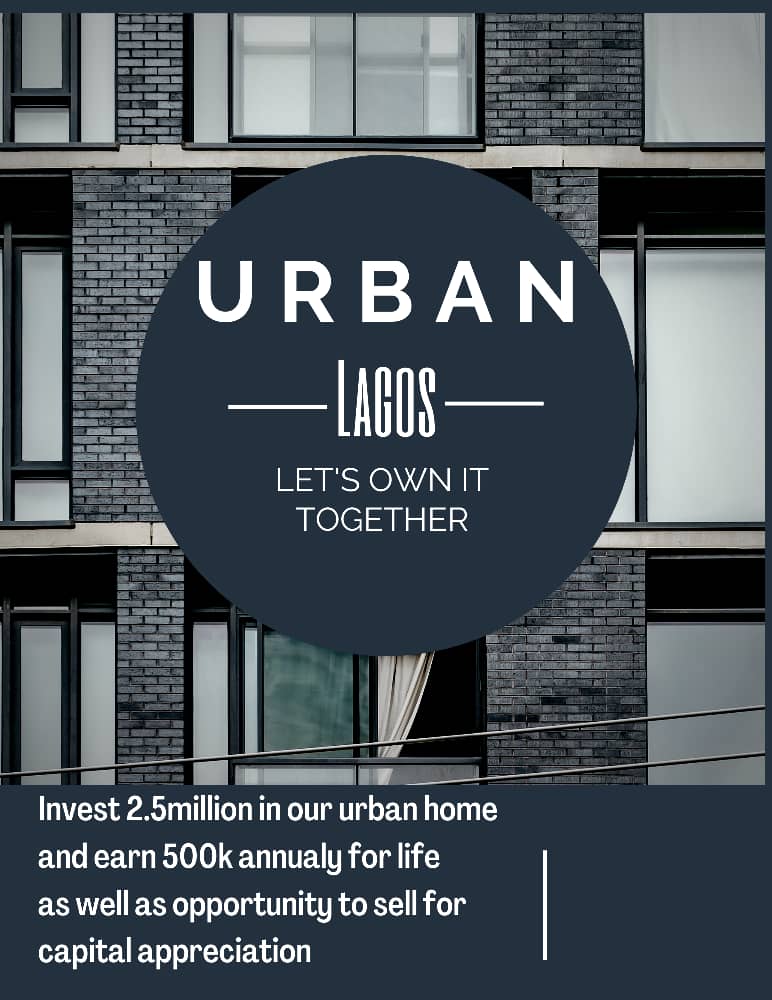 URBAN
LAGOS
LET'S OWN IT
TOGETHER
Invest 2.5million in our urban home
and earn 500k annualy for life
as well as opportunity to sell for
capital appreciation